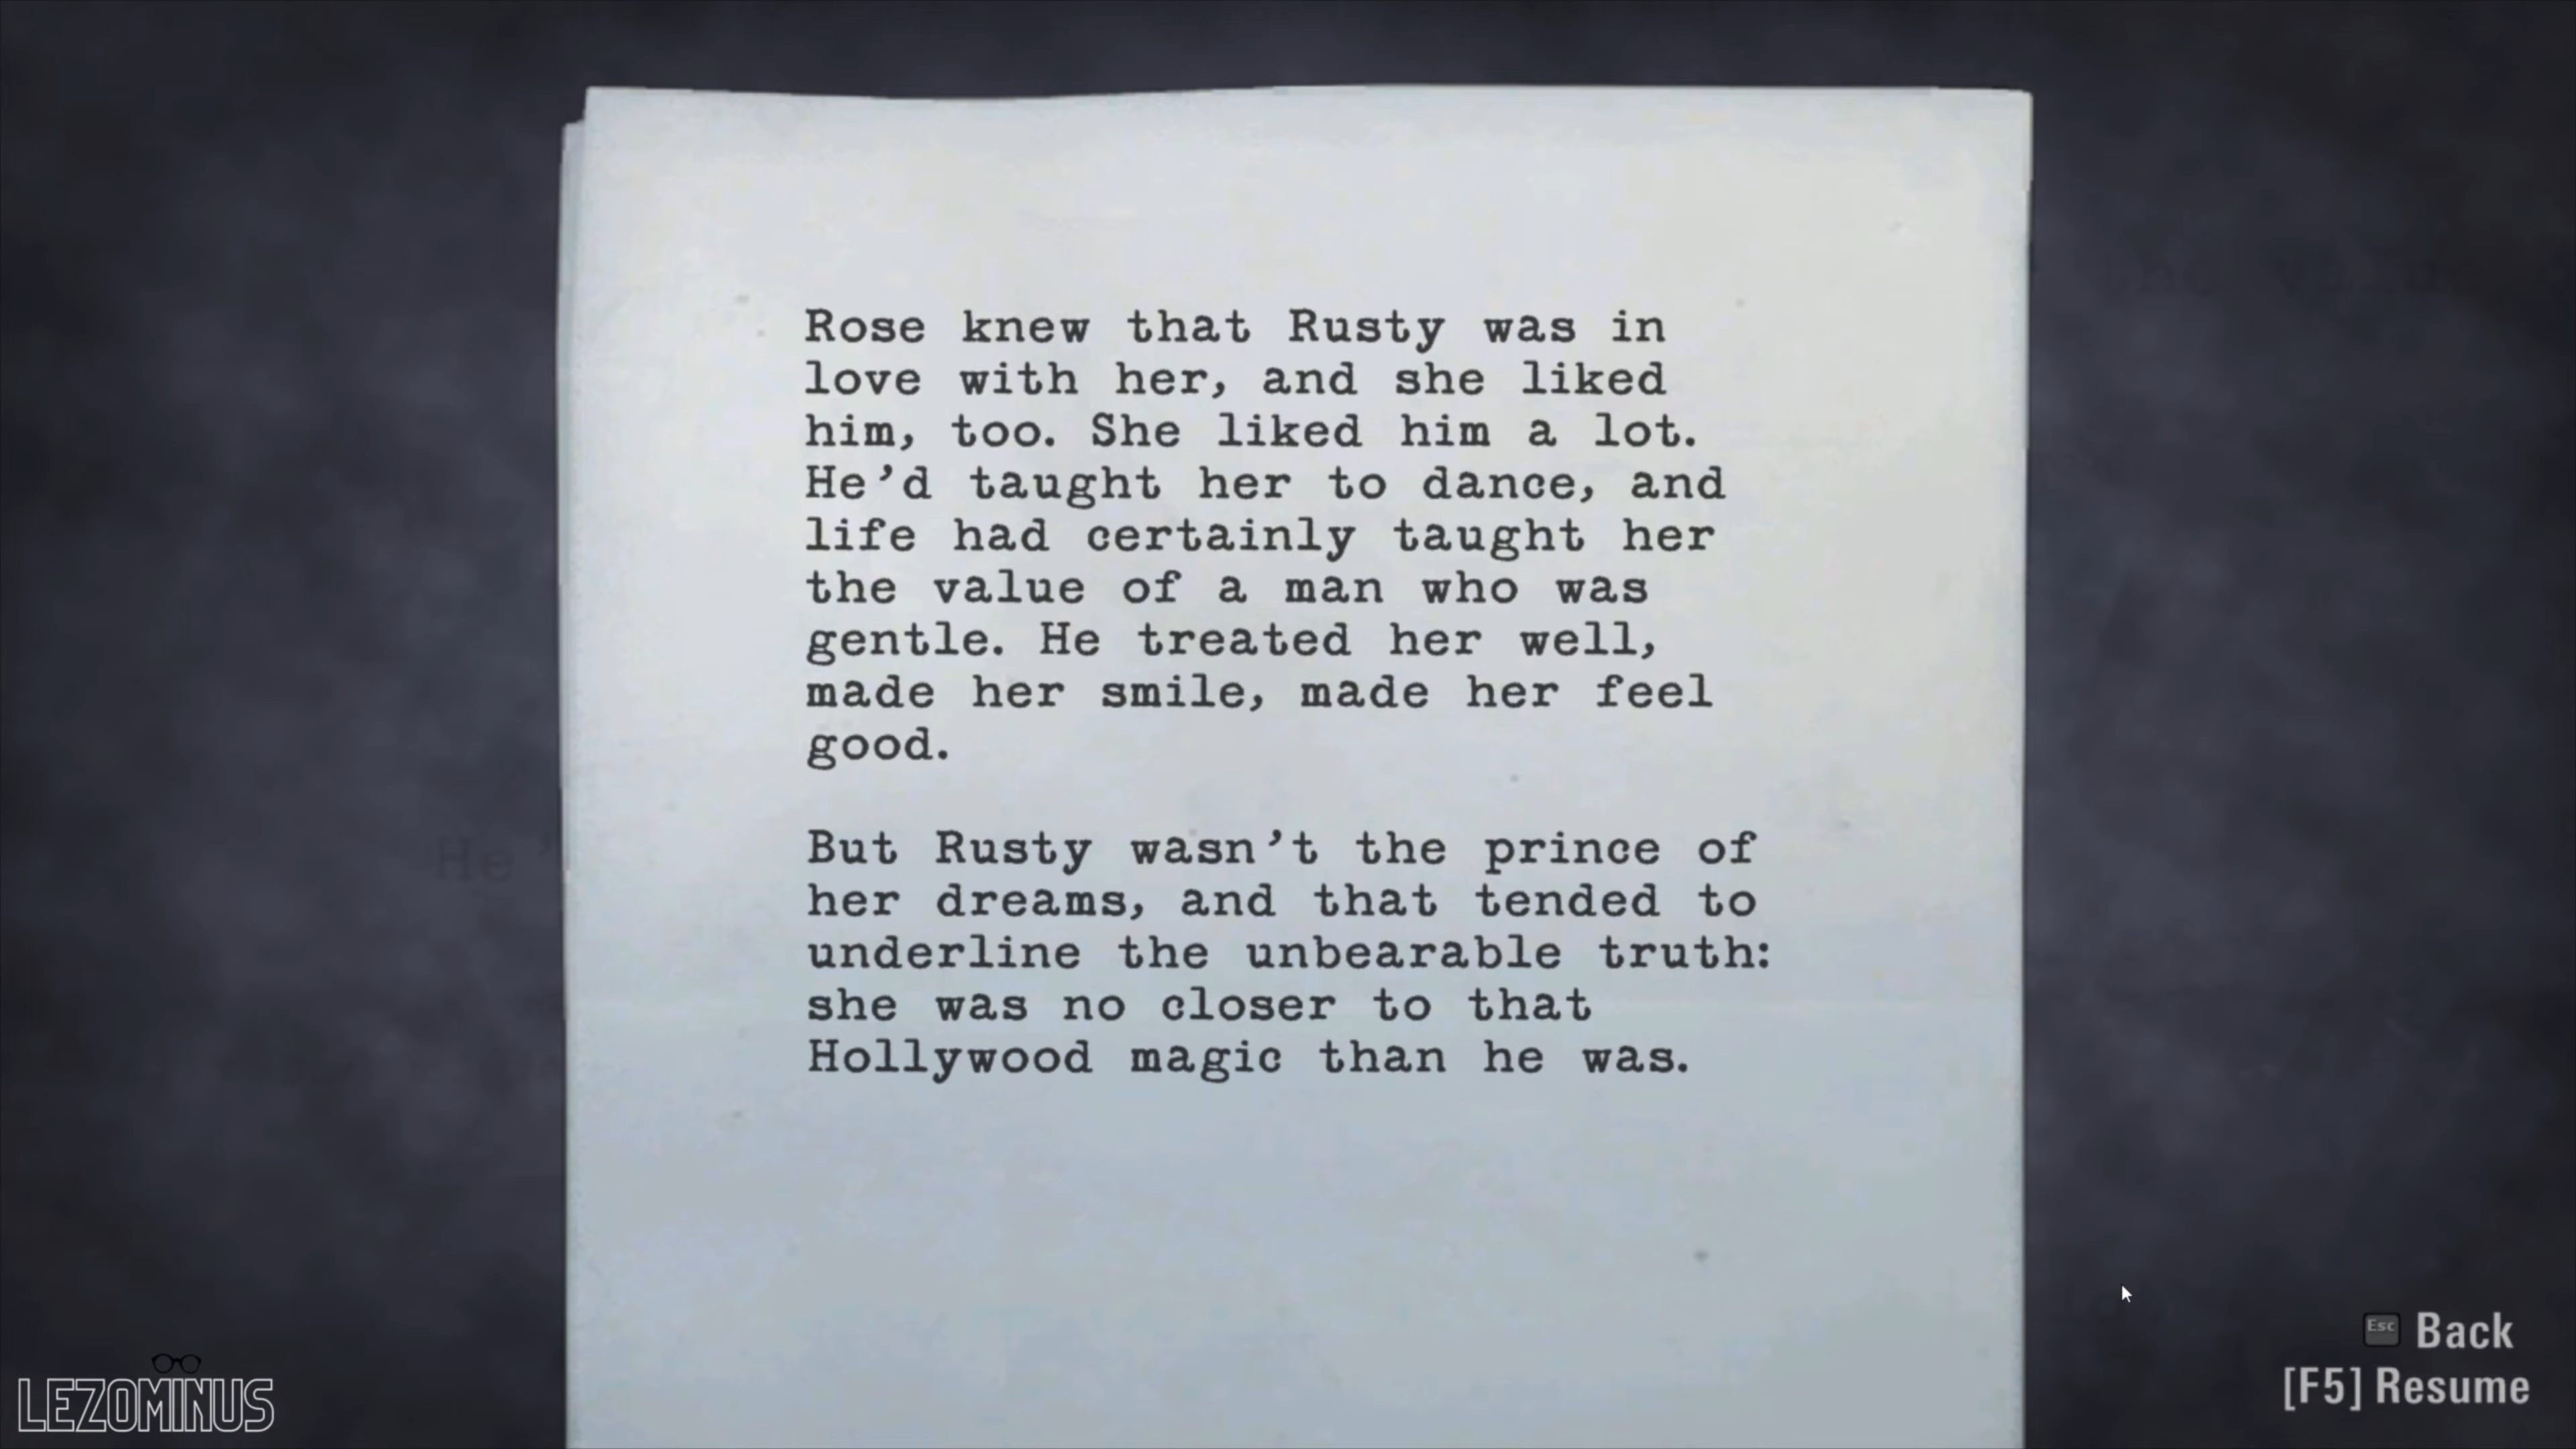 Rose knew that Rusty was in
love with her, and she liked
him, too. She liked him a lot.
He’d taught her to dance, and
life had certainly taught her
the value of a man who was
gentle. He treated her well,
made her smile, made her feel
good.
But Rusty wasn’t the prince of
her dreams, and that tended to
underline the unbearable truth:
she was no closer to that
Hollywood magic than he was.
the value
He’
Esc Back
[F5] Resume
LEZOMINUS